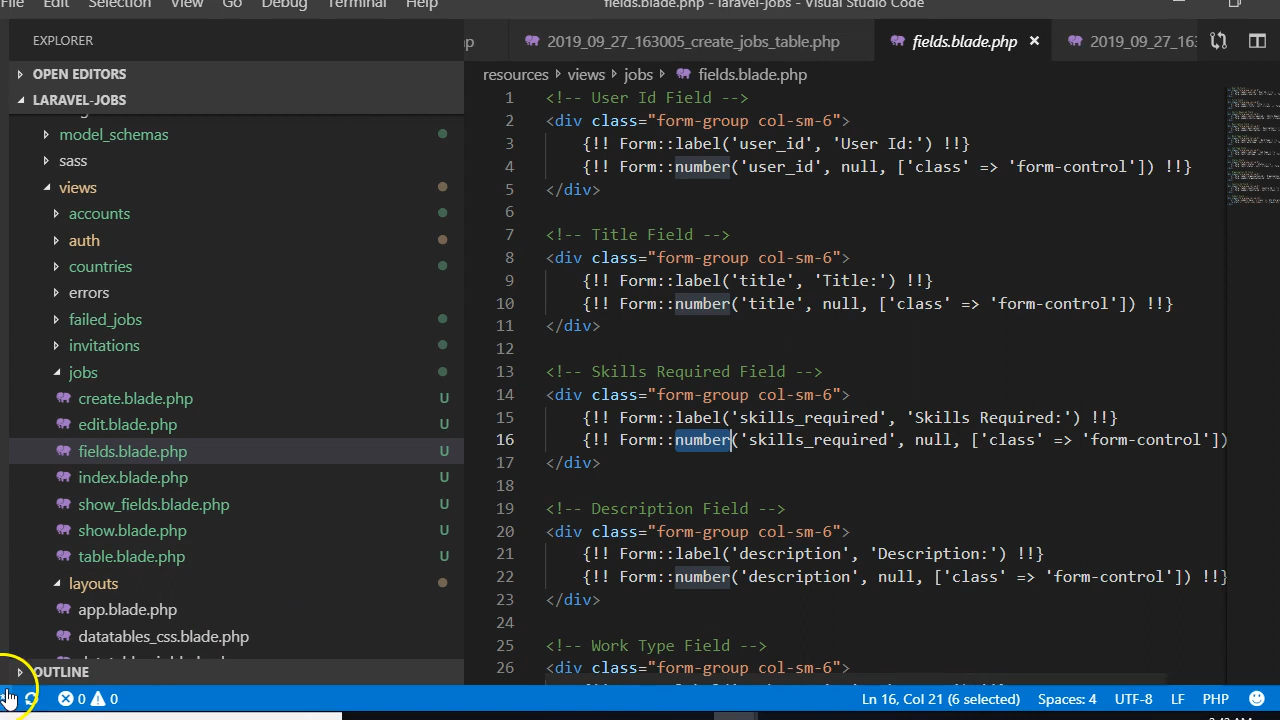 File Edit Selection View Go Debug Terminal Help fields.blade.php - laravel-jobs - Visual Studio Code
EXPLORER
OPEN EDITORS
LARAVEL-JOBS
model_schemas
sass
views
accounts
auth
countries
errors
failed_jobs
invitations
jobs
create.blade.php U
edit.blade.php U
fields.blade.php U
index.blade.php U
show_fields.blade.php U
show.blade.php U
table.blade.php U
layouts
app.blade.php
datatables_css.blade.php
OUTLINE
2019_09_27_163005_create_jobs_table.php fields.blade.php 2019_09_27_163
resources views jobs fields.blade.php
1 <!-- User Id Field -->
2 <div class="form-group col-sm-6">
3 {!! Form::label('user_id', 'User Id:') !!}
4 {!! Form::number('user_id', null, ['class' => 'form-control']) !!}
5 </div>
6
7 <!-- Title Field -->
8 <div class="form-group col-sm-6">
9 {!! Form::label('title', 'Title:') !!}
10 {!! Form::number('title', null, ['class' => 'form-control']) !!}
11 </div>
12
13 <!-- Skills Required Field -->
14 <div class="form-group col-sm-6">
15 {!! Form::label('skills_required', 'Skills Required:') !!}
16 {!! Form::number('skills_required', null, ['class' => 'form-control'])
17 </div>
18
19 <!-- Description Field -->
20 <div class="form-group col-sm-6">
21 {!! Form::label('description', 'Description:') !!}
22 {!! Form::number('description', null, ['class' => 'form-control']) !!}
23 </div>
24
25 <!-- Work Type Field -->
26 <div class="form-group col-sm-6">
0 0 Ln 16, Col 21 (6 selected) Spaces: 4 UTF-8 LF PHP